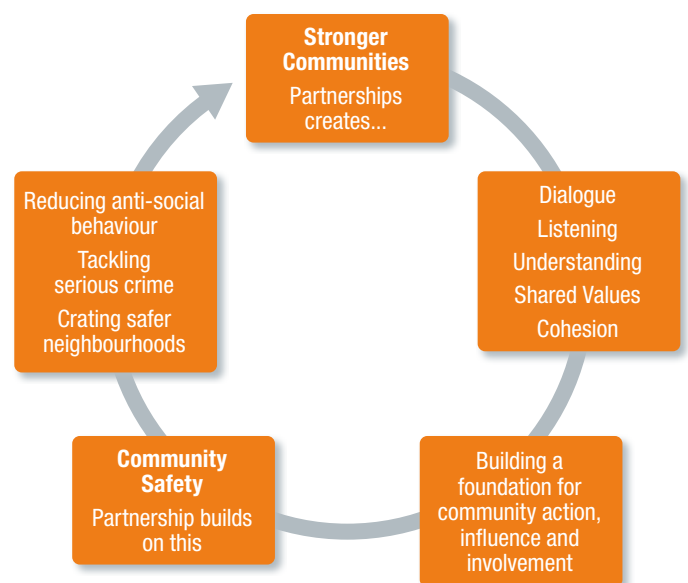 Stronger
Communities
Partnerships
creates...
Dialogue
Listening
Understanding
Shared Values
Cohesion
Building a
foundation for
community action,
influence and
involvement
Community
Safety
Partnership builds
on this
Reducing anti-social
behaviour
Tackling
serious crime
Crating safer
neighbourhoods